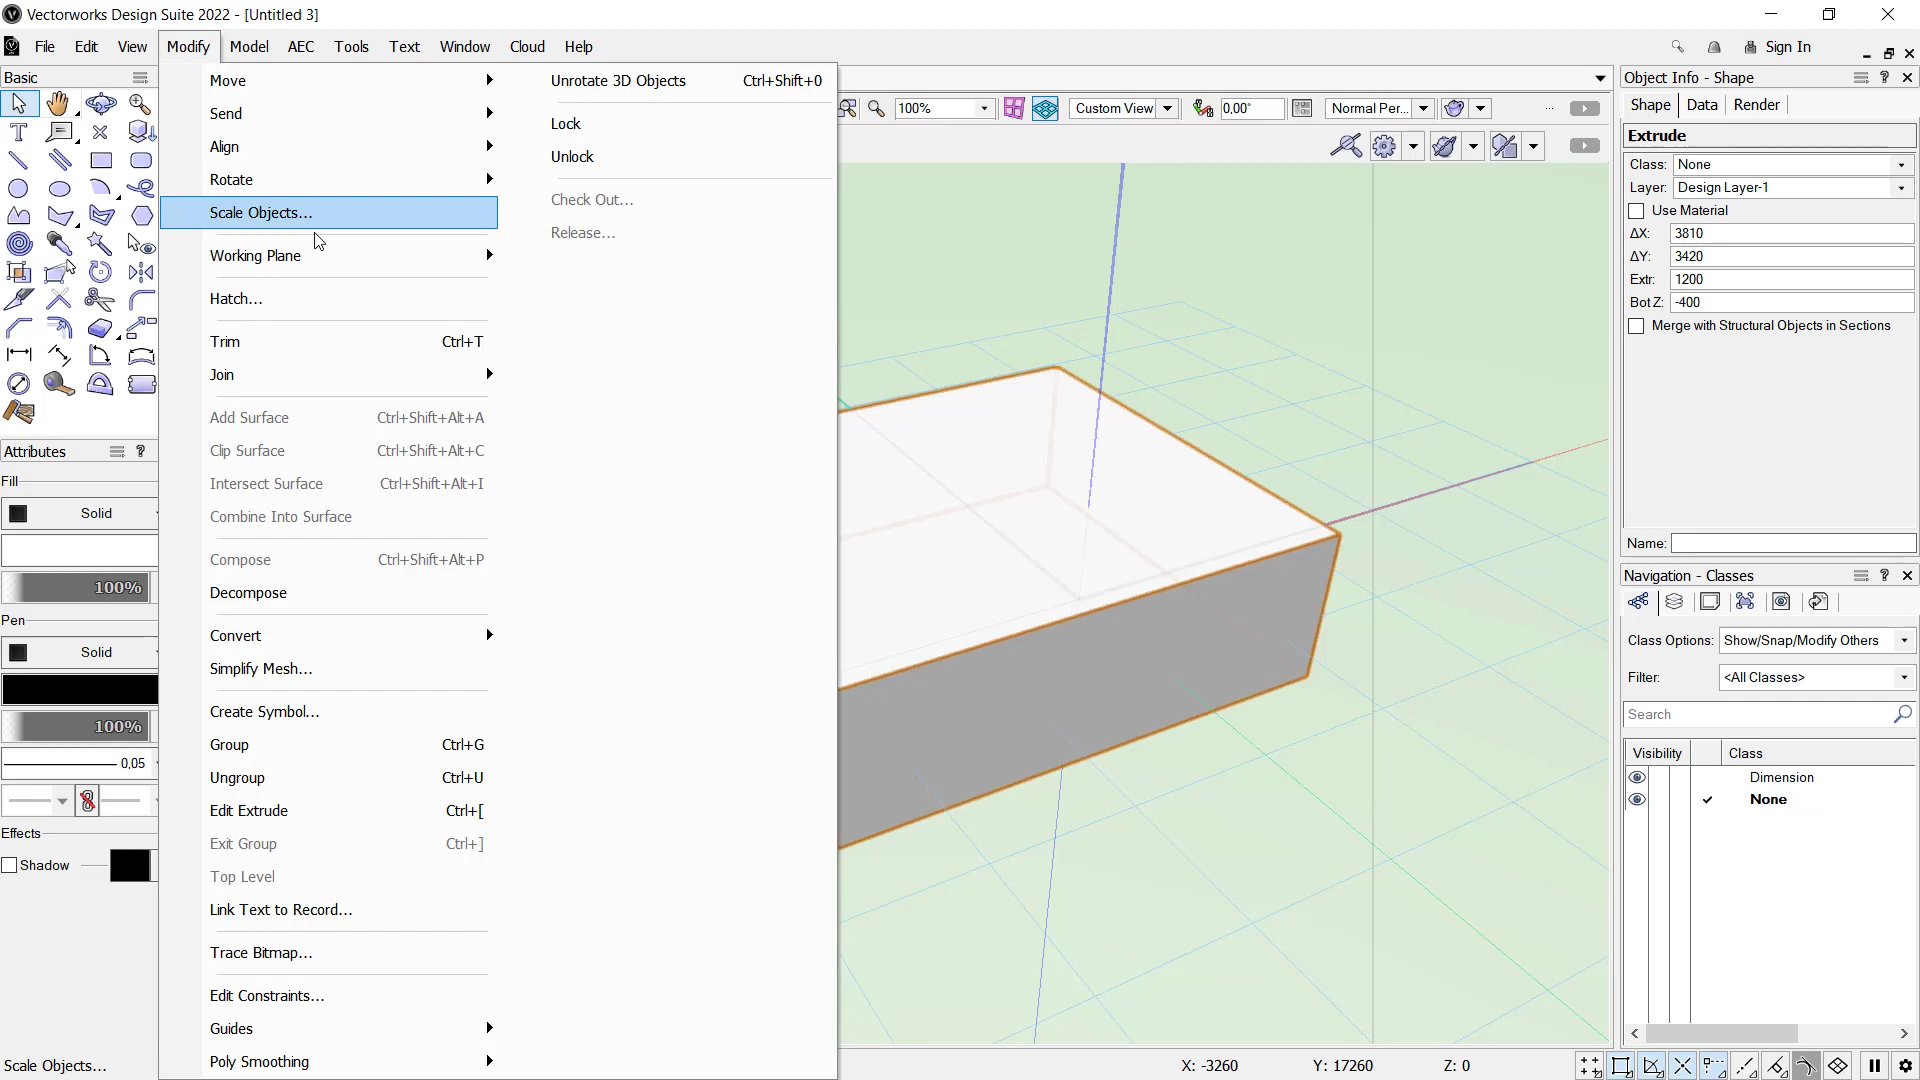 Vectorworks Design Suite 2022 - [Untitled 3]
File Edit View Modify Model AEC Tools Text Window Cloud Help
Sign In
Basic
Move
Send
Align
Rotate
Scale Objects...
Working Plane
Hatch...
Trim Ctrl+T
Join
Add Surface Ctrl+Shift+Alt+A
Clip Surface Ctrl+Shift+Alt+C
Intersect Surface Ctrl+Shift+Alt+I
Combine Into Surface
Compose Ctrl+Shift+Alt+P
Decompose
Convert
Simplify Mesh...
Create Symbol...
Group Ctrl+G
Ungroup Ctrl+U
Edit Extrude Ctrl+[
Exit Group Ctrl+]
Top Level
Link Text to Record...
Trace Bitmap...
Edit Constraints...
Guides
Poly Smoothing
Unrotate 3D Objects Ctrl+Shift+0
Lock
Unlock
Check Out...
Release...
100% Custom View 0.00° Normal Per...
Attributes
Fill
Solid
100%
Pen
Solid
100%
0,05
Effects
Shadow
Object Info - Shape
Shape Data Render
Extrude
Class: None
Layer: Design Layer-1
Use Material
ΔX: 3810
ΔY: 3420
Extr: 1200
Bot Z: -400
Merge with Structural Objects in Sections
Name:
Navigation - Classes
Class Options: Show/Snap/Modify Others
Filter: <All Classes>
Search
Visibility Class
Dimension
None
Scale Objects...
X: -3260 Y: 17260 Z: 0